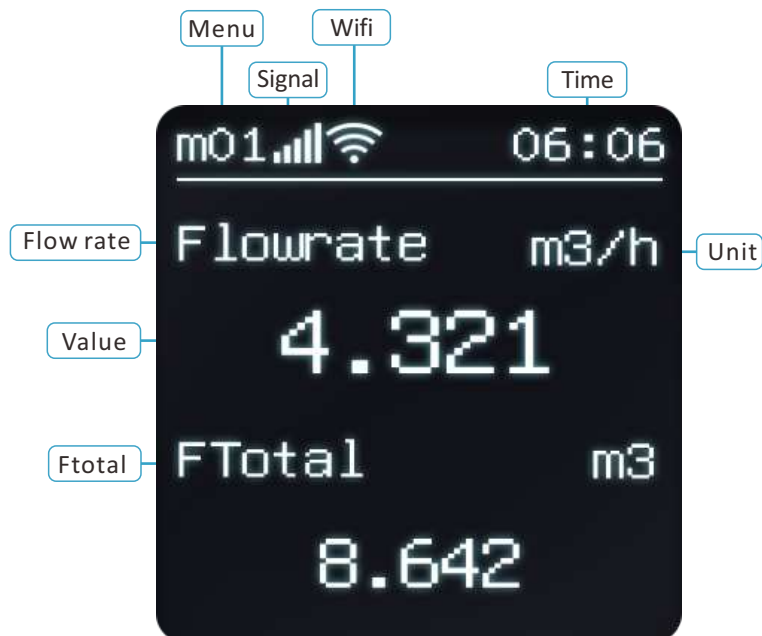 Menu Wifi
Signal Time
m01 06:06
Flow rate Flowrate m3/h Unit
Value 4.321
Ftotal FTotal m3
8.642